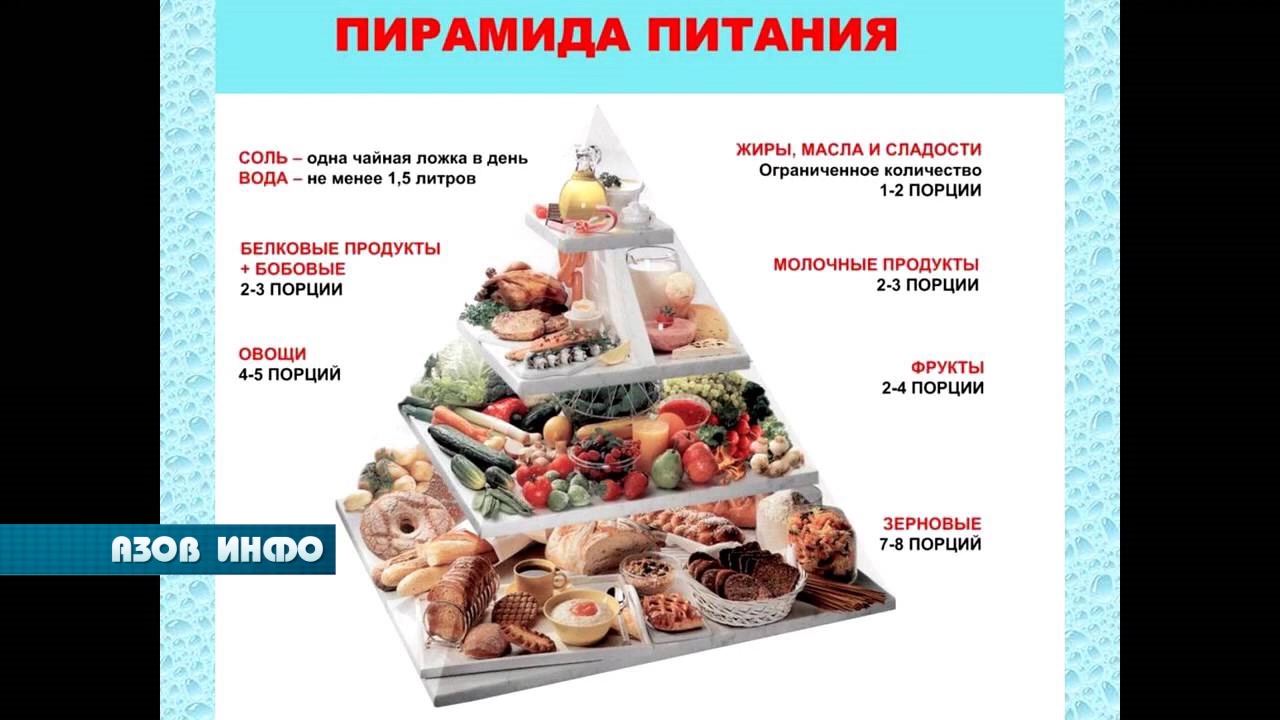 ПИРАМИДА ПИТАНИЯ
СОЛЬ – одна чайная ложка в день
ВОДА – не менее 1,5 литров
ЖИРЫ, МАСЛА И СЛАДОСТИ
Ограниченное количество
1-2 ПОРЦИИ
БЕЛКОВЫЕ ПРОДУКТЫ
+ БОБОВЫЕ
2-3 ПОРЦИИ
МОЛОЧНЫЕ ПРОДУКТЫ
2-3 ПОРЦИИ
ОВОЩИ
4-5 ПОРЦИЙ
ФРУКТЫ
2-4 ПОРЦИИ
ЗЕРНОВЫЕ
7-8 ПОРЦИЙ
АЗОВ ИНФО